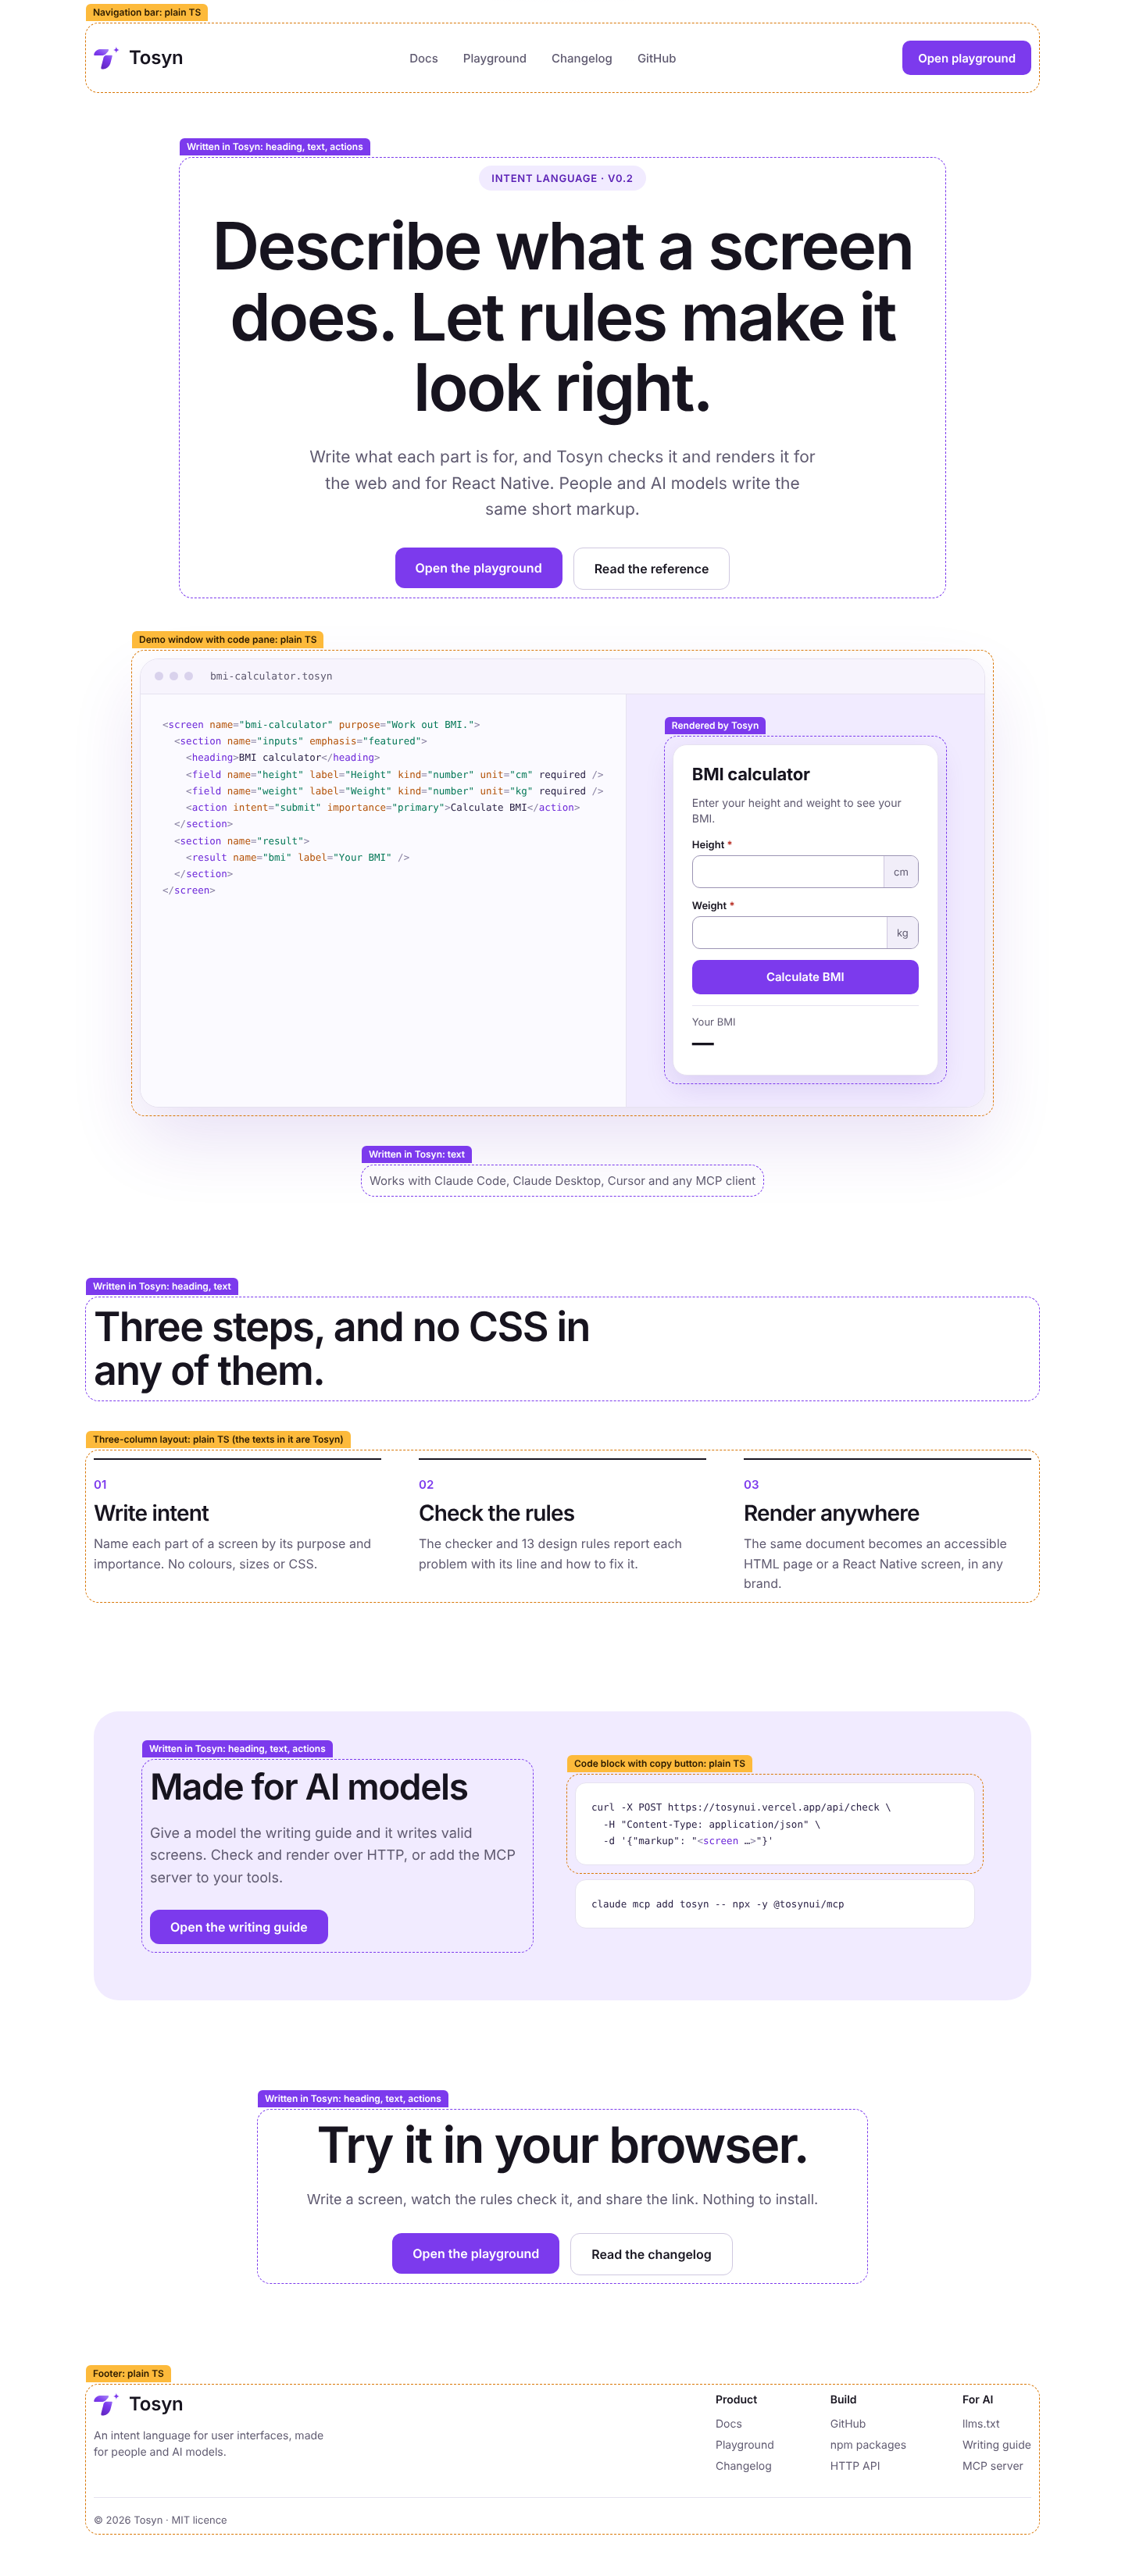 Navigation bar: plain TS
Tosyn
Docs Playground Changelog GitHub
Open playground
Written in Tosyn: heading, text, actions
INTENT LANGUAGE · V0.2
Describe what a screen
does. Let rules make it
look right.
Write what each part is for, and Tosyn checks it and renders it for
the web and for React Native. People and AI models write the
same short markup.
Open the playground
Read the reference
Demo window with code pane: plain TS
bmi-calculator.tosyn
<screen name="bmi-calculator" purpose="Work out BMI.">
  <section name="inputs" emphasis="featured">
    <heading>BMI calculator</heading>
    <field name="height" label="Height" kind="number" unit="cm" required />
    <field name="weight" label="Weight" kind="number" unit="kg" required />
    <action intent="submit" importance="primary">Calculate BMI</action>
  </section>
  <section name="result">
    <result name="bmi" label="Your BMI" />
  </section>
</screen>
Rendered by Tosyn
BMI calculator
Enter your height and weight to see your
BMI.
Height *
cm
Weight *
kg
Calculate BMI
Your BMI
—
Written in Tosyn: text
Works with Claude Code, Claude Desktop, Cursor and any MCP client
Written in Tosyn: heading, text
Three steps, and no CSS in
any of them.
Three-column layout: plain TS (the texts in it are Tosyn)
01
Write intent
Name each part of a screen by its purpose and
importance. No colours, sizes or CSS.
02
Check the rules
The checker and 13 design rules report each
problem with its line and how to fix it.
03
Render anywhere
The same document becomes an accessible
HTML page or a React Native screen, in any
brand.
Written in Tosyn: heading, text, actions
Made for AI models
Give a model the writing guide and it writes valid
screens. Check and render over HTTP, or add the MCP
server to your tools.
Open the writing guide
Code block with copy button: plain TS
curl -X POST https://tosynui.vercel.app/api/check \
  -H "Content-Type: application/json" \
  -d '{"markup": "<screen …>"}'
claude mcp add tosyn -- npx -y @tosynui/mcp
Written in Tosyn: heading, text, actions
Try it in your browser.
Write a screen, watch the rules check it, and share the link. Nothing to install.
Open the playground
Read the changelog
Footer: plain TS
Tosyn
An intent language for user interfaces, made
for people and AI models.
Product
Docs
Playground
Changelog
Build
GitHub
npm packages
HTTP API
For AI
llms.txt
Writing guide
MCP server
© 2026 Tosyn · MIT licence